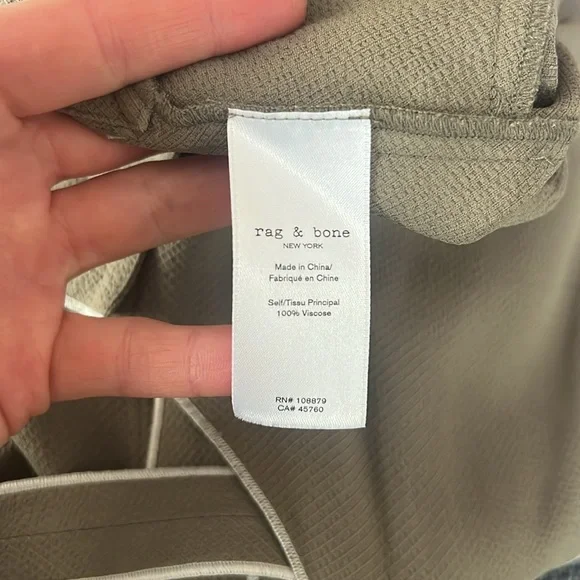 rag & bone
NEW YORK
Made in China/
Fabriqué en Chine
Self/Tissu Principal
100% Viscose
RN# 108879
CA# 45760